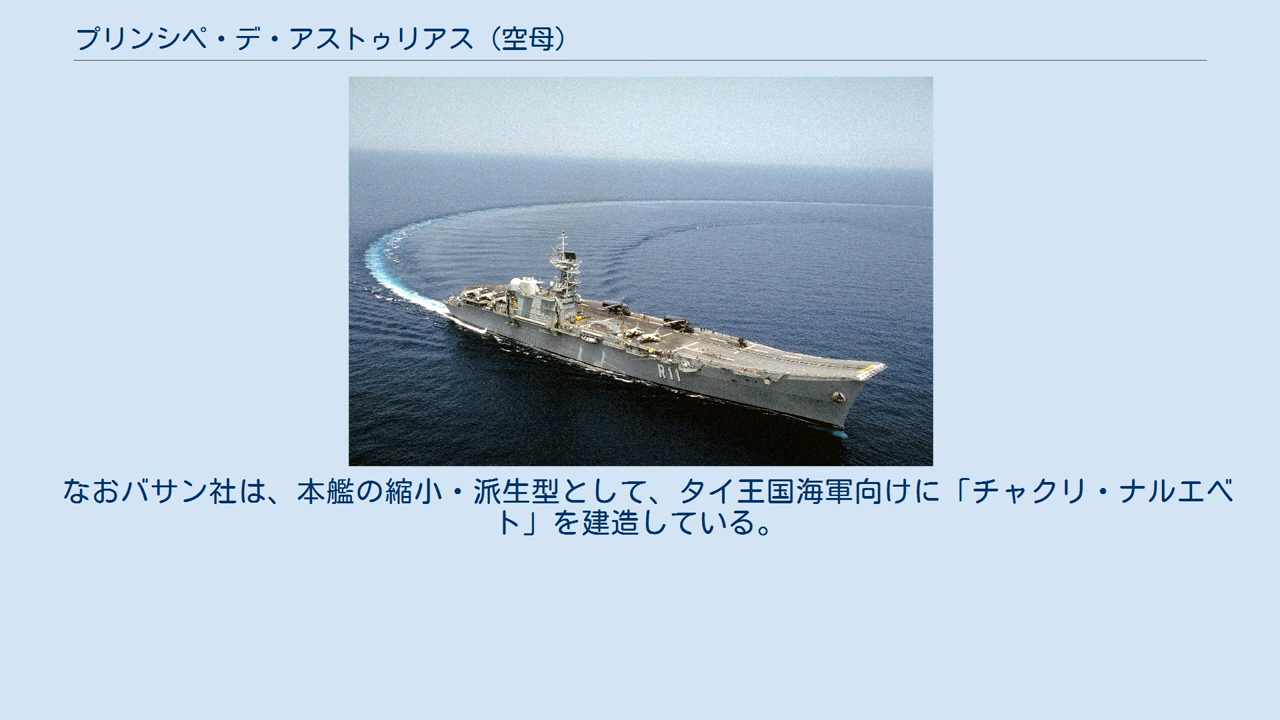 プリンシペ・デ・アストゥリアス（空母）
R11
なおバサン社は、本艦の縮小・派生型として、タイ王国海軍向けに「チャクリ・ナルエベ
ト」を建造している。